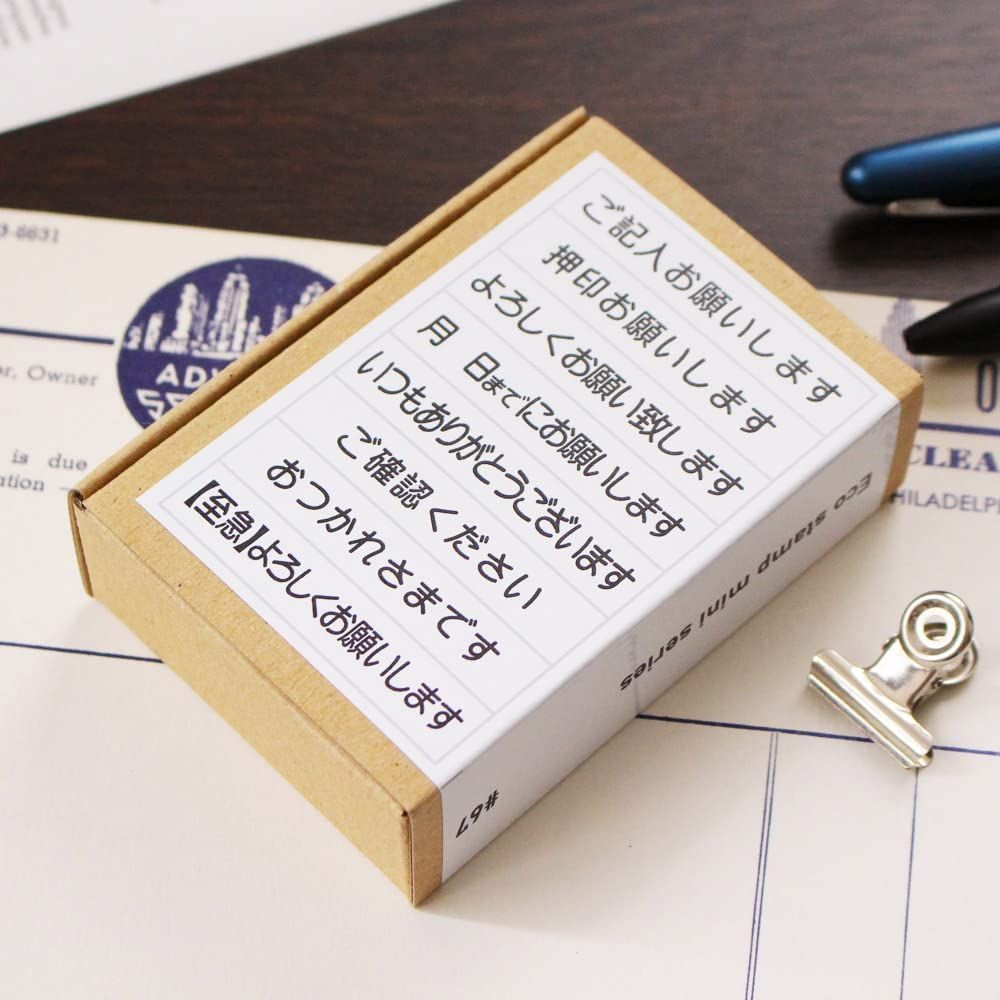 ご記入お願いします
押印お願いします
よろしくお願い致します
月　日までにお願いします
いつもありがとうございます
ご確認ください
おつかれさまです
【至急】よろしくお願いします
Eco stamp mini series
#67
3-6631
Owner
is due
ADV
CLEA
HILADELP